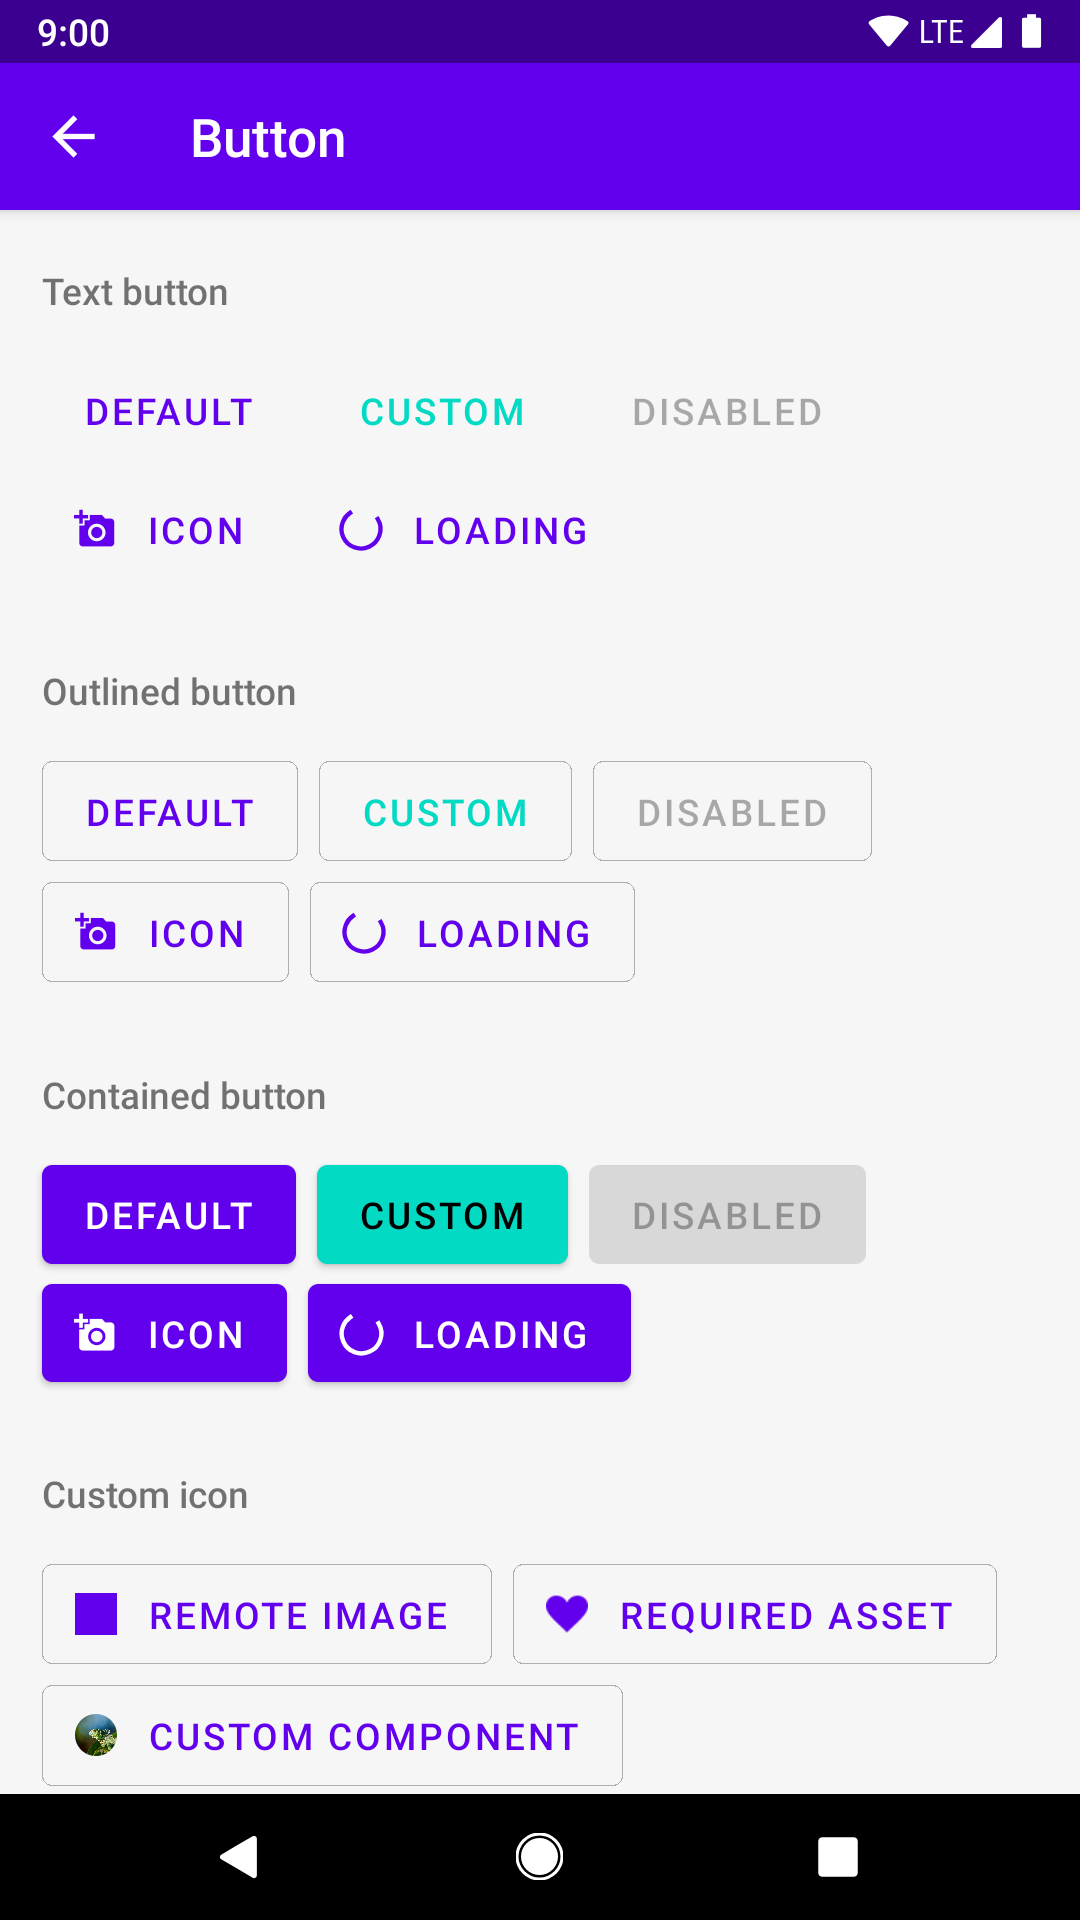 9:00 LTE
Button
Text button
DEFAULT CUSTOM DISABLED
ICON LOADING
Outlined button
DEFAULT CUSTOM DISABLED
ICON LOADING
Contained button
DEFAULT CUSTOM DISABLED
ICON LOADING
Custom icon
REMOTE IMAGE REQUIRED ASSET
CUSTOM COMPONENT